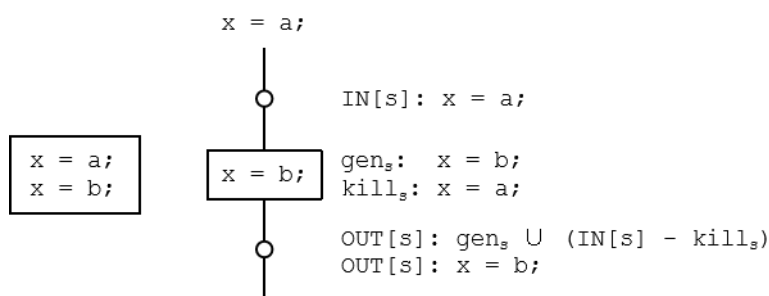 x = a;
IN[s]: x = a;
x = a;
x = b;
x = b;
genₛ: x = b;
killₛ: x = a;
OUT[s]: genₛ ∪ (IN[s] - killₛ)
OUT[s]: x = b;